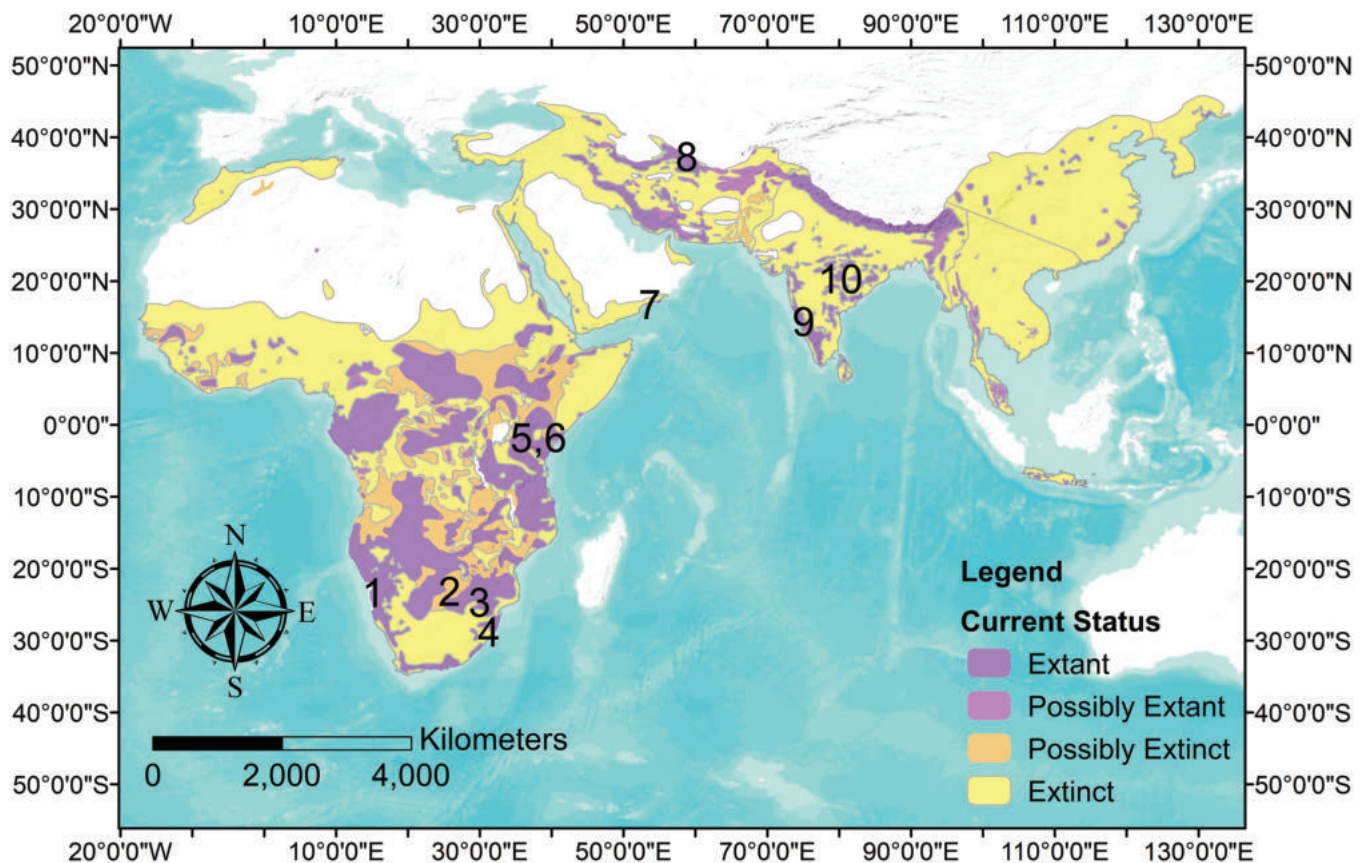 20°0'0"W 10°0'0"E 30°0'0"E 50°0'0"E 70°0'0"E 90°0'0"E 110°0'0"E 130°0'0"E
50°0'0"N 50°0'0"N
40°0'0"N 40°0'0"N
8
30°0'0"N 30°0'0"N
20°0'0"N 10 20°0'0"N
7
9
10°0'0"N 10°0'0"N
0°0'0" 5,6 0°0'0"
10°0'0"S 10°0'0"S
N
20°0'0"S 20°0'0"S
Legend
1 2
W E
3
Current Status
4
30°0'0"S 30°0'0"S
Extant
S
Possibly Extant
40°0'0"S 40°0'0"S
Kilometers
Possibly Extinct
0 2,000 4,000
50°0'0"S 50°0'0"S
Extinct
20°0'0"W 10°0'0"E 30°0'0"E 50°0'0"E 70°0'0"E 90°0'0"E 110°0'0"E 130°0'0"E